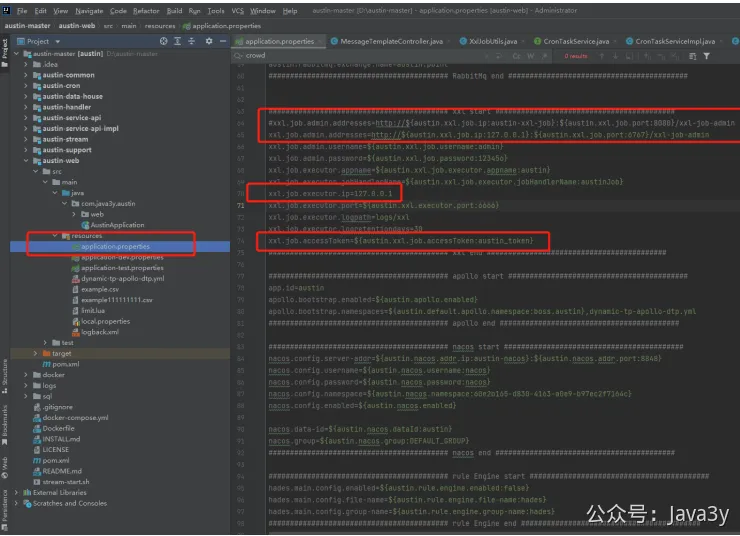 File Edit View Navigate Code Refactor Build Run Tools VCS Window Help austin-master [D:\austin-master] - application.properties [austin-web] - Administrator
austin-master austin-web src main resources application.properties
Project
application.properties MessageTemplateController.java XxlJobUtils.java CronTaskService.java CronTaskServiceImpl.java
austin-master [austin] D:\austin-master
.idea
austin-common
austin-cron
austin-data-house
austin-handler
austin-service-api
austin-service-api-impl
austin-stream
austin-support
austin-web
src
main
java
com.java3y.austin
web
AustinApplication
resources
application.properties
application-dev.properties
application-test.properties
dynamic-tp-apollo-dtp.yml
example.csv
example111111111.csv
limit.lua
local.properties
logback.xml
test
target
pom.xml
docker
logs
sql
.gitignore
docker-compose.yml
Dockerfile
INSTALL.md
LICENSE
pom.xml
README.md
stream-start.sh
External Libraries
Scratches and Consoles
crowd
Cc W
2 results
RabbitMq end
xxl start
#xxl.job.admin.addresses=http://${austin.xxl.job.ip:austin-xxl-job}:${austin.xxl.job.port:8080}/xxl-job-admin
xxl.job.admin.addresses=http://${austin.xxl.job.ip:127.0.0.1}:${austin.xxl.job.port:6767}/xxl-job-admin
xxl.job.admin.username=${austin.xxl.job.username:admin}
xxl.job.admin.password=${austin.xxl.job.password:123456}
xxl.job.executor.appname=${austin.xxl.job.executor.appname:austin}
xxl.job.executor.jobHandlerName=${austin.xxl.job.executor.jobHandlerName:austinJob}
xxl.job.executor.ip=127.0.0.1
71 xxl.job.executor.port=${austin.xxl.executor.port:6666}
xxl.job.executor.logpath=logs/xxl
xxl.job.executor.logretentiondays=30
xxl.job.accessToken=${austin.xxl.job.accessToken:austin_token}
xxl end
apollo start
app.id=austin
apollo.bootstrap.enabled=${austin.apollo.enabled}
apollo.bootstrap.namespaces=${austin.default.apollo.namespace:boss.austin},dynamic-tp-apollo-dtp.yml
apollo end
nacos start
nacos.config.server-addr=${austin.nacos.addr.ip:austin-nacos}:${austin.nacos.addr.port:8848}
nacos.config.username=${austin.nacos.username:nacos}
nacos.config.password=${austin.nacos.password:nacos}
nacos.config.enabled=${austin.nacos.enabled}
nacos.data-id=${austin.nacos.dataId:austin}
nacos.group=${austin.nacos.group:DEFAULT_GROUP}
nacos end
rule Engine start
hades.main.config.enabled=${austin.rule.engine.enabled:false}
hades.main.config.file-name=${austin.rule.engine.file-name:hades}
hades.main.config.group-name=${austin.rule.engine.group-name:hades}
rule Engine end
Structure
Bookmarks
Web
Persistence
公众号：Java3y